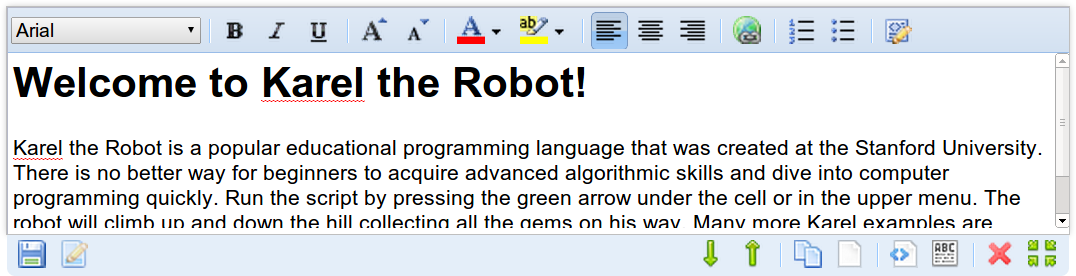 Arial
B I U A A A ab
Welcome to Karel the Robot!
Karel the Robot is a popular educational programming language that was created at the Stanford University.
There is no better way for beginners to acquire advanced algorithmic skills and dive into computer
programming quickly. Run the script by pressing the green arrow under the cell or in the upper menu. The
robot will climb up and down the hill collecting all the gems on his way. Many more Karel examples are
ABC